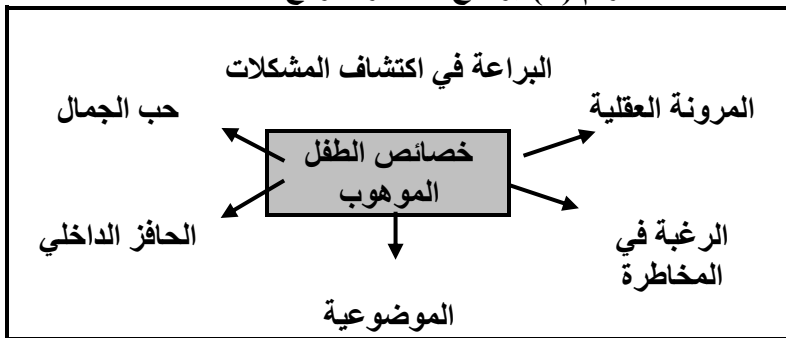 البراعة في اكتشاف المشكلات
المرونة العقلية
حب الجمال
خصائص الطفل
الموهوب
الرغبة في
المخاطرة
الحافز الداخلي
الموضوعية